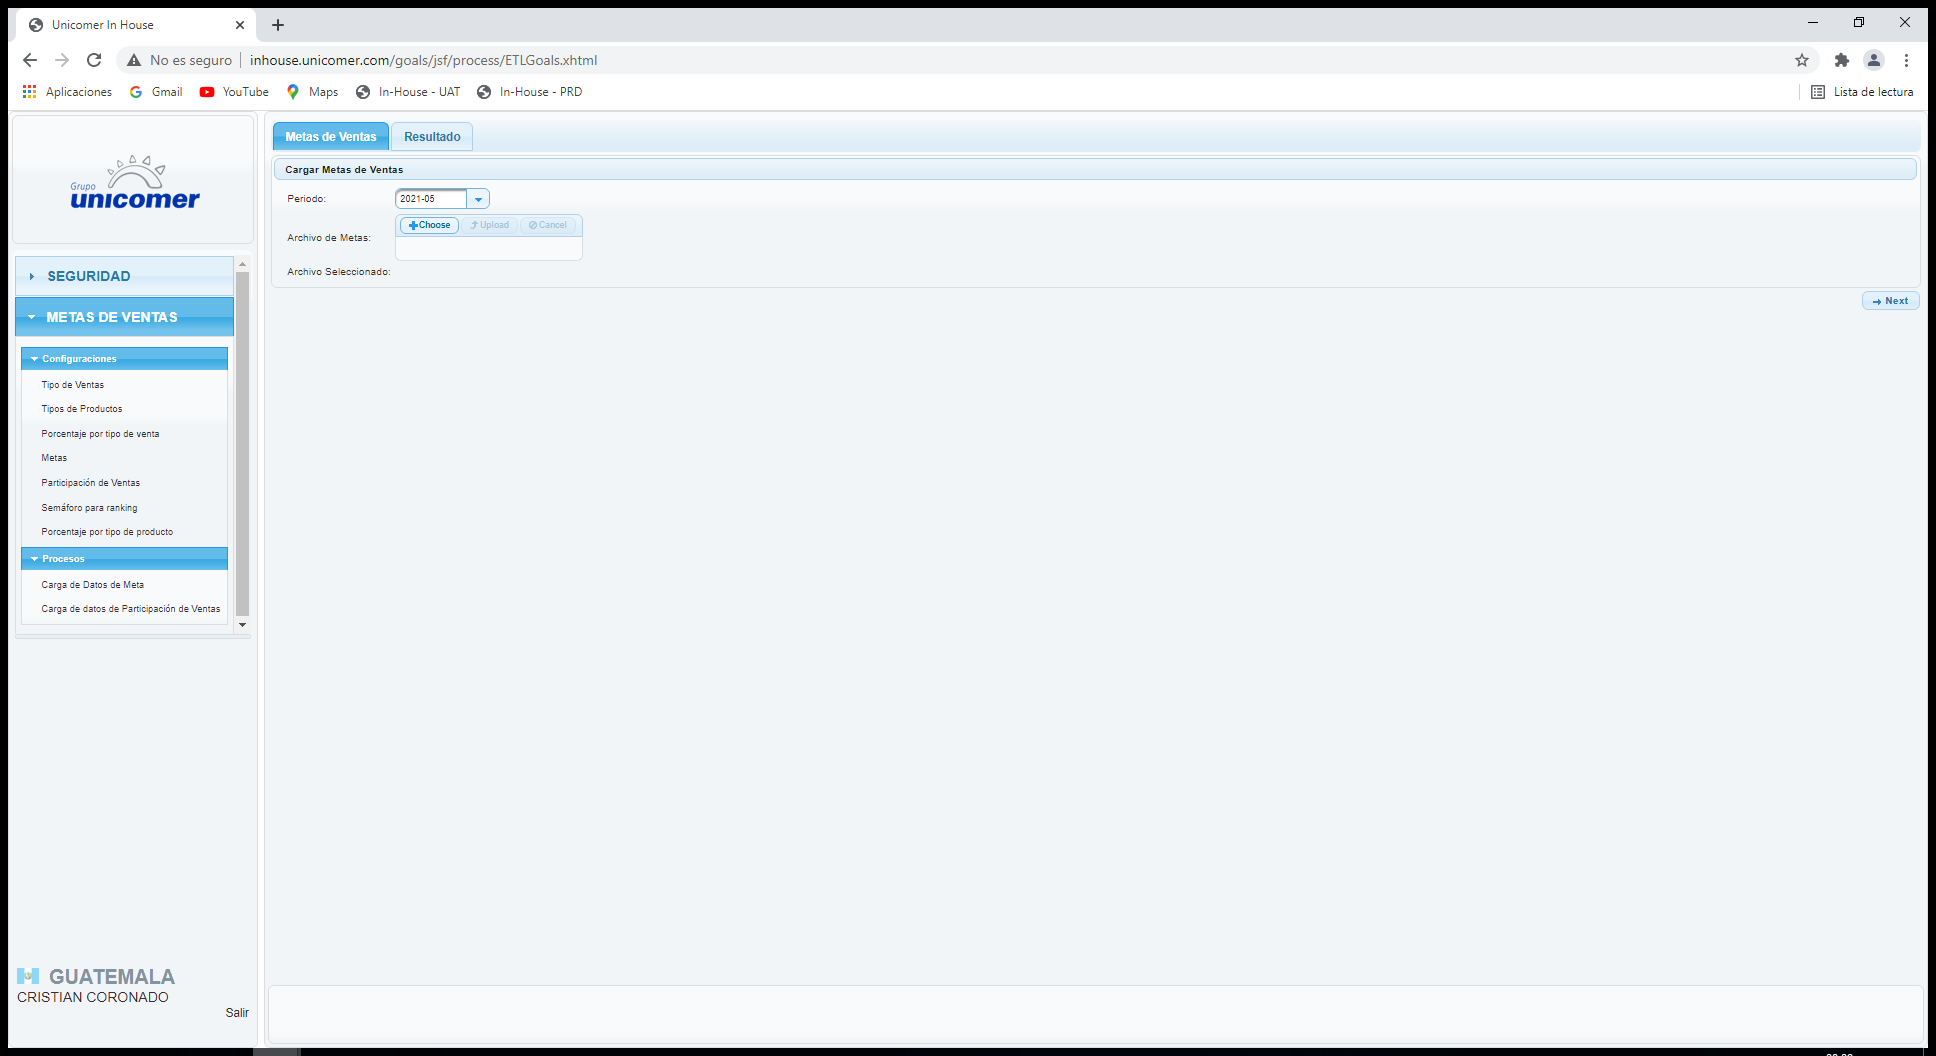 Unicomer In House
No es seguro
inhouse.unicomer.com/goals/jsf/process/ETLGoals.xhtml
Aplicaciones Gmail YouTube Maps In-House - UAT In-House - PRD Lista de lectura
Grupo
unicomer
SEGURIDAD
METAS DE VENTAS
Configuraciones
Tipo de Ventas
Tipos de Productos
Porcentaje por tipo de venta
Metas
Participación de Ventas
Semáforo para ranking
Porcentaje por tipo de producto
Procesos
Carga de Datos de Meta
Carga de datos de Participación de Ventas
GUATEMALA
CRISTIAN CORONADO
Salir
Metas de Ventas Resultado
Cargar Metas de Ventas
Periodo: 2021-05
Choose Upload Cancel
Archivo de Metas:
Archivo Seleccionado:
Next